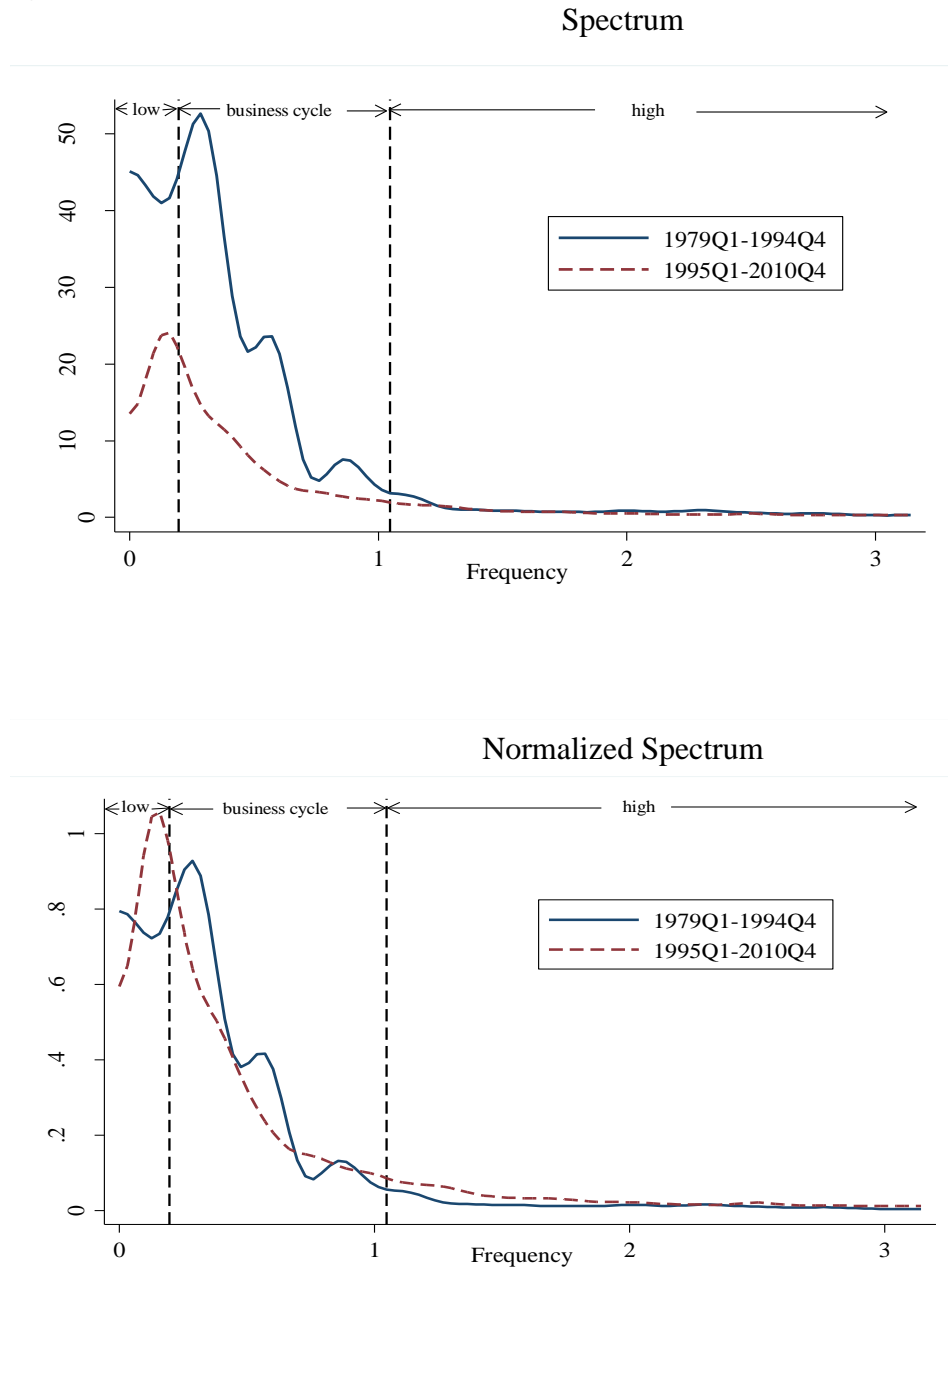 Spectrum
low business cycle high
50
40
30
20
10
0
1979Q1-1994Q4
1995Q1-2010Q4
0 1 2 3
Frequency
Normalized Spectrum
low business cycle high
1
.8
.6
.4
.2
0
1979Q1-1994Q4
1995Q1-2010Q4
0 1 2 3
Frequency